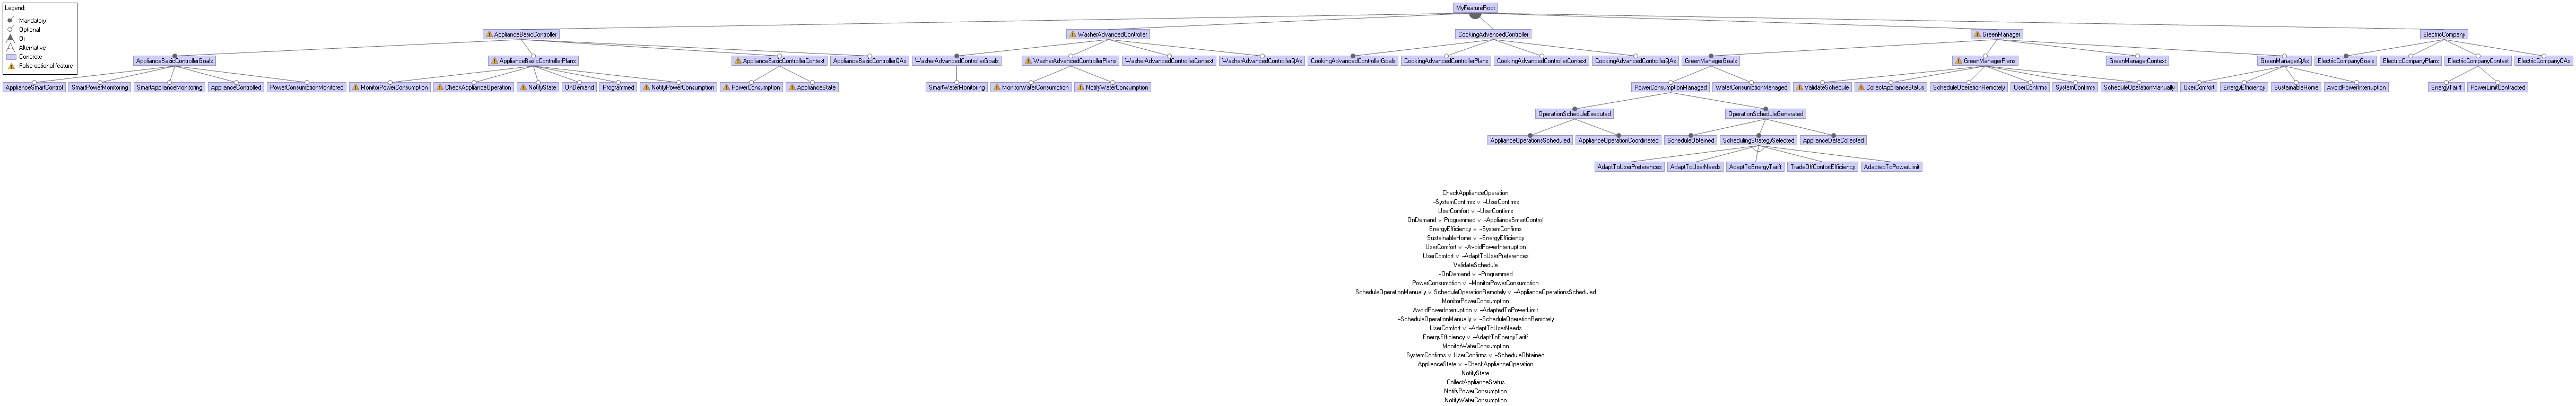 Legend:
Mandatory
Optional
Or
Alternative
Concrete
False-optional feature
MyFeatureRoot
ApplianceBasicController
WasherAdvancedController
CookingAdvancedController
GreenManager
ElectricCompany
ApplianceBasicControllerGoals
ApplianceBasicControllerPlans
ApplianceBasicControllerContext
ApplianceBasicControllerQAs
WasherAdvancedControllerGoals
WasherAdvancedControllerPlans
WasherAdvancedControllerContext
WasherAdvancedControllerQAs
CookingAdvancedControllerGoals
CookingAdvancedControllerPlans
CookingAdvancedControllerContext
CookingAdvancedControllerQAs
GreenManagerGoals
GreenManagerPlans
GreenManagerContext
GreenManagerQAs
ElectricCompanyGoals
ElectricCompanyPlans
ElectricCompanyContext
ElectricCompanyQAs
ApplianceSmartControl
SmartPowerMonitoring
SmartApplianceMonitoring
ApplianceControlled
PowerConsumptionMonitored
MonitorPowerConsumption
CheckApplianceOperation
NotifyState
OnDemand
Programmed
NotifyPowerConsumption
PowerConsumption
ApplianceState
SmartWaterMonitoring
MonitorWaterConsumption
NotifyWaterConsumption
PowerConsumptionManaged
WaterConsumptionManaged
ValidateSchedule
CollectApplianceStatus
ScheduleOperationRemotely
UserConfirms
SystemConfirms
ScheduleOperationManually
UserComfort
EnergyEfficiency
SustainableHome
AvoidPowerInterruption
EnergyTariff
PowerLimitContracted
OperationScheduleExecuted
OperationScheduleGenerated
ApplianceOperationsScheduled
ApplianceOperationCoordinated
ScheduleObtained
SchedulingStrategySelected
ApplianceDataCollected
AdaptToUserPreferences
AdaptToUserNeeds
AdaptToEnergyTariff
TradeOffConfortEfficiency
AdaptedToPowerLimit
CheckApplianceOperation
¬SystemConfirms ∨ ¬UserConfirms
UserComfort ∨ ¬UserConfirms
OnDemand ∨ Programmed ∨ ¬ApplianceSmartControl
EnergyEfficiency ∨ ¬SystemConfirms
SustainableHome ∨ ¬EnergyEfficiency
UserComfort ∨ ¬AvoidPowerInterruption
UserComfort ∨ ¬AdaptToUserPreferences
ValidateSchedule
¬OnDemand ∨ ¬Programmed
PowerConsumption ∨ ¬MonitorPowerConsumption
ScheduleOperationManually ∨ ScheduleOperationRemotely ∨ ¬ApplianceOperationsScheduled
MonitorPowerConsumption
AvoidPowerInterruption ∨ ¬AdaptedToPowerLimit
¬ScheduleOperationManually ∨ ¬ScheduleOperationRemotely
UserComfort ∨ ¬AdaptToUserNeeds
EnergyEfficiency ∨ ¬AdaptToEnergyTariff
MonitorWaterConsumption
SystemConfirms ∨ UserConfirms ∨ ¬ScheduleObtained
ApplianceState ∨ ¬CheckApplianceOperation
NotifyState
CollectApplianceStatus
NotifyPowerConsumption
NotifyWaterConsumption